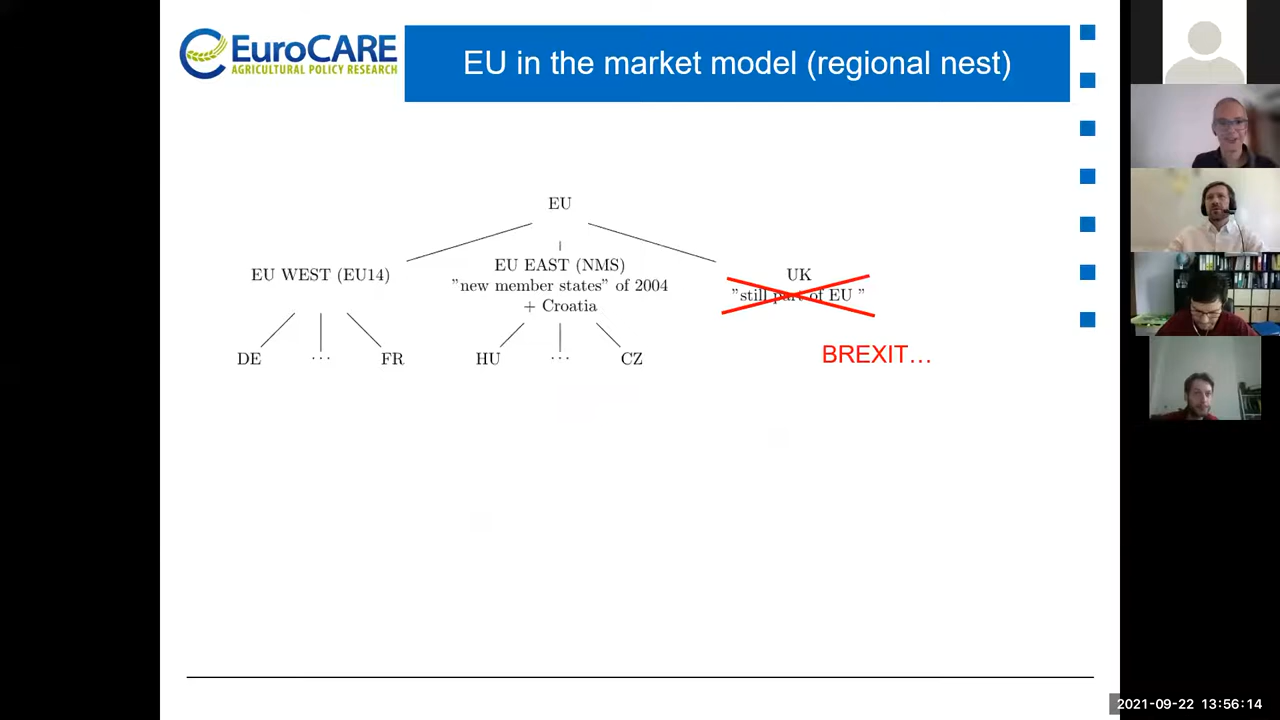 EuroCARE
AGRICULTURAL POLICY RESEARCH
EU in the market model (regional nest)
EU
EU WEST (EU14)
EU EAST (NMS)
"new member states" of 2004
+ Croatia
UK
"still part of EU "
DE
···
FR
HU
···
CZ
BREXIT...
2021-09-22 13:56:14